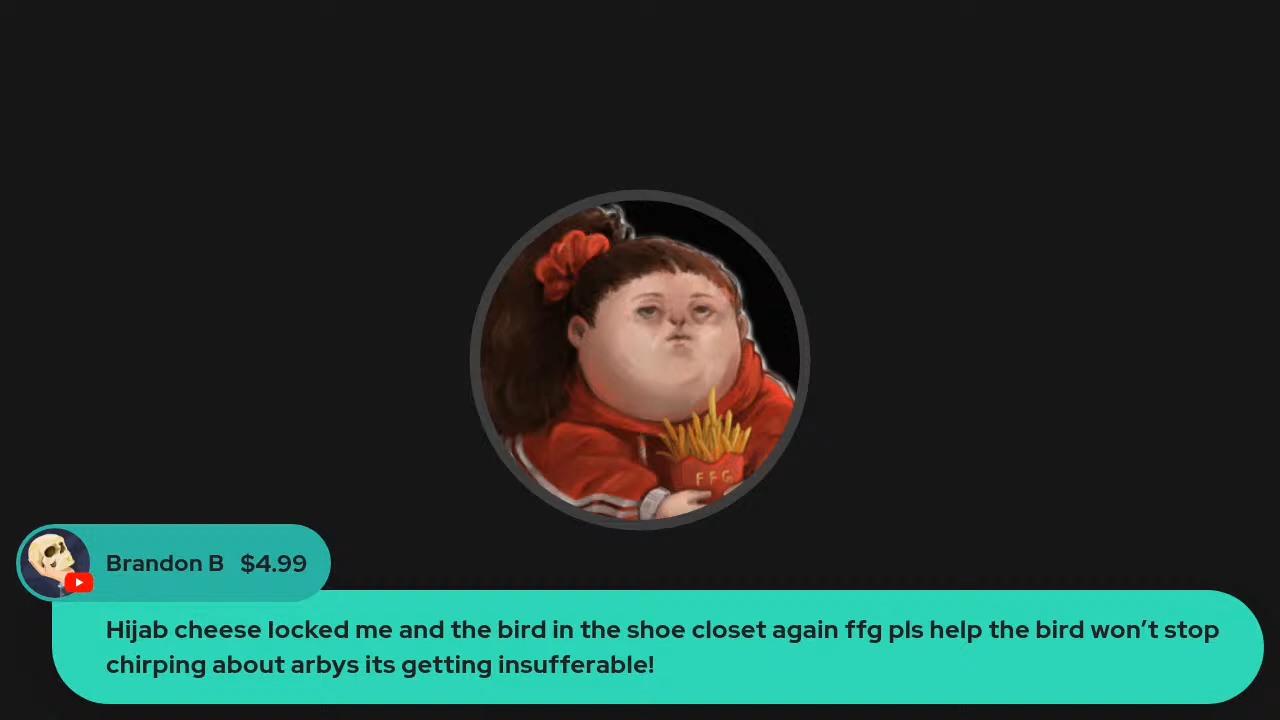 FFG
Brandon B $4.99
Hijab cheese locked me and the bird in the shoe closet again ffg pls help the bird won’t stop
chirping about arbys its getting insufferable!